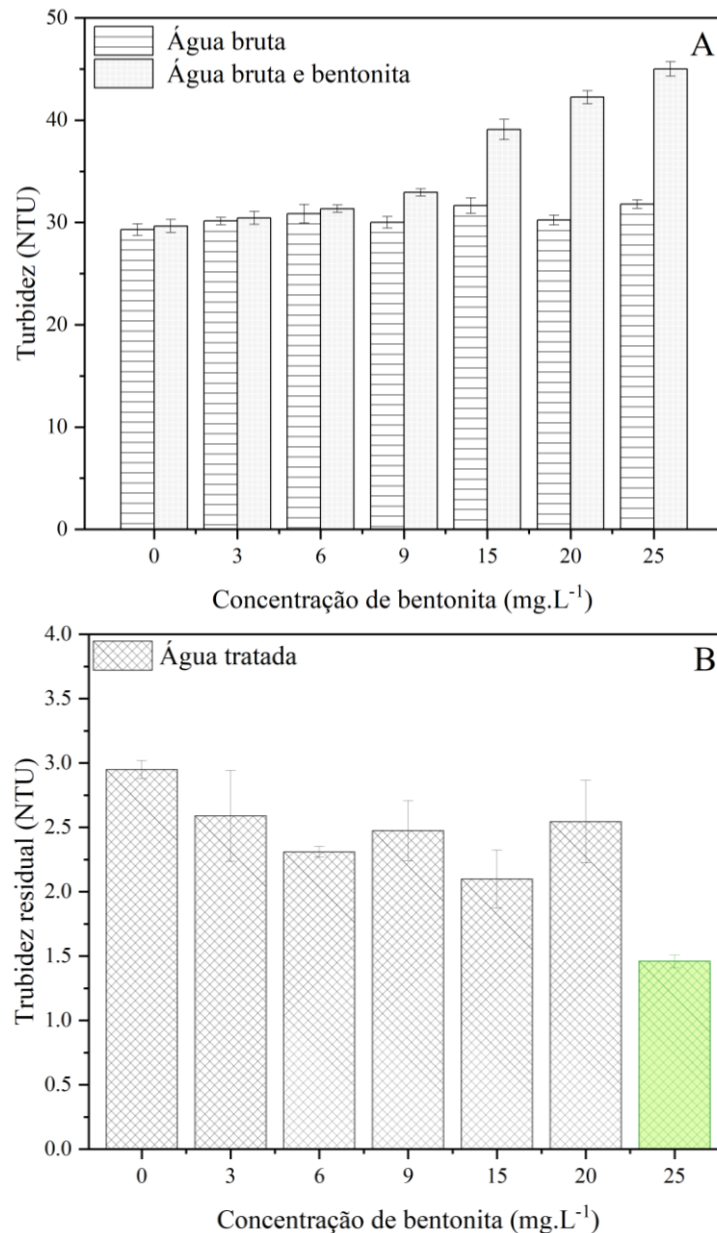 Água bruta
Água bruta e bentonita
A
Turbidez (NTU)
50
40
30
20
10
0
0 3 6 9 15 20 25
Concentração de bentonita (mg.L⁻¹)
Água tratada
B
Trubidez residual (NTU)
4.0
3.5
3.0
2.5
2.0
1.5
1.0
0.5
0.0
0 3 6 9 15 20 25
Concentração de bentonita (mg.L⁻¹)